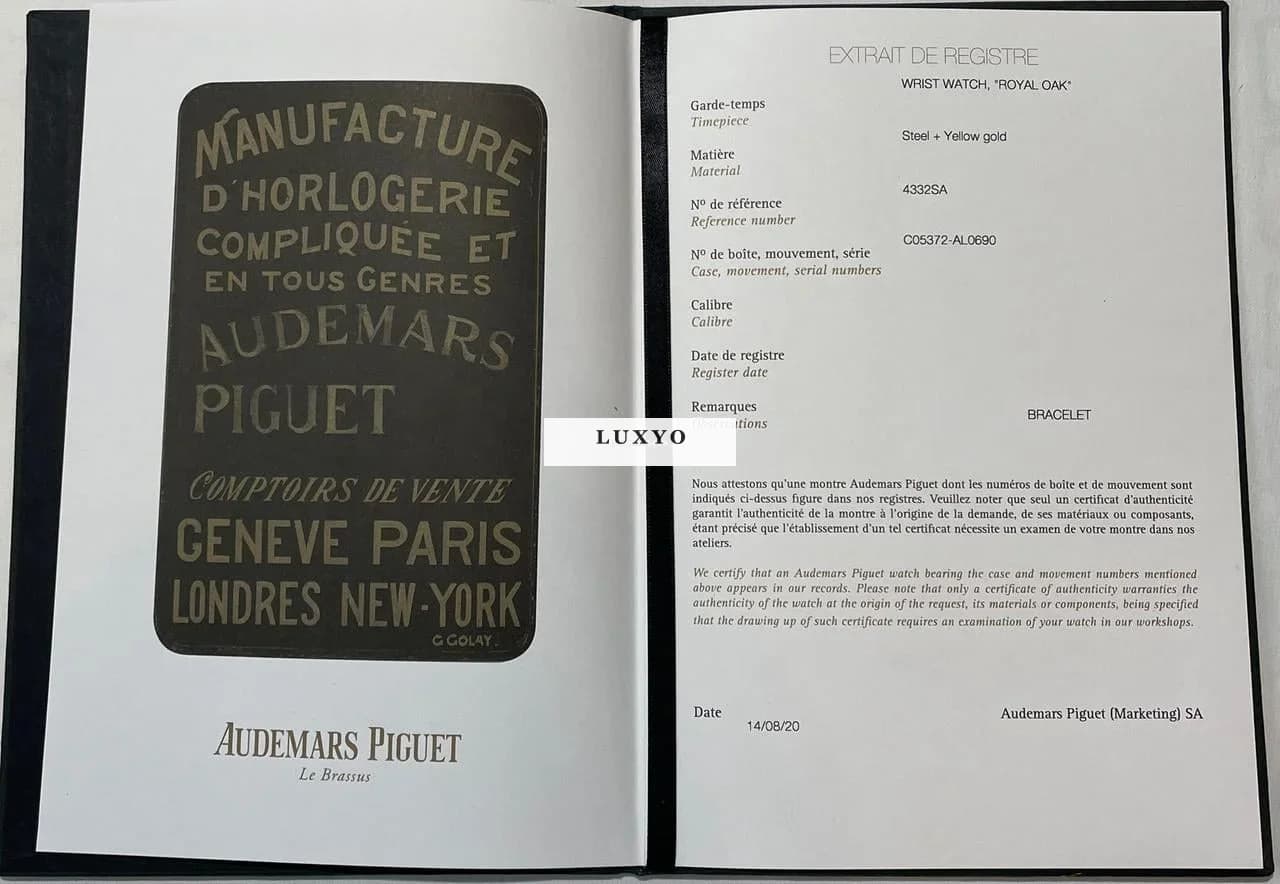 MANUFACTURE
D'HORLOGERIE
COMPLIQUÉE ET
EN TOUS GENRES
AUDEMARS
PIGUET
COMPTOIRS DE VENTE
GENEVE PARIS
LONDRES NEW-YORK
G GOLAY.
AUDEMARS PIGUET
Le Brassus
LUXYO
EXTRAIT DE REGISTRE
WRIST WATCH, "ROYAL OAK"
Garde-temps
Timepiece
Steel + Yellow gold
Matière
Material
4332SA
Nº de référence
Reference number
C05372-AL0690
Nº de boîte, mouvement, série
Case, movement, serial numbers
Calibre
Calibre
Date de registre
Register date
Remarques
BRACELET
Nous attestons qu'une montre Audemars Piguet dont les numéros de boîte et de mouvement sont
indiqués ci-dessus figure dans nos registres. Veuillez noter que seul un certificat d'authenticité
garantit l'authenticité de la montre à l'origine de la demande, de ses matériaux ou composants,
étant précisé que l'établissement d'un tel certificat nécessite un examen de votre montre dans nos
ateliers.
We certify that an Audemars Piguet watch bearing the case and movement numbers mentioned
above appears in our records. Please note that only a certificate of authenticity warranties the
authenticity of the watch at the origin of the request, its materials or components, being specified
that the drawing up of such certificate requires an examination of your watch in our workshops.
Date
14/08/20
Audemars Piguet (Marketing) SA